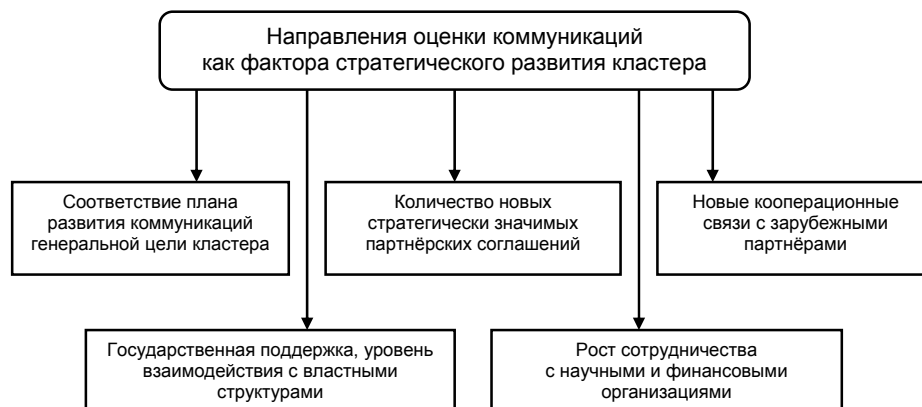 Направления оценки коммуникаций
как фактора стратегического развития кластера
Соответствие плана
развития коммуникаций
генеральной цели кластера
Количество новых
стратегически значимых
партнёрских соглашений
Новые кооперационные
связи с зарубежными
партнёрами
Государственная поддержка, уровень
взаимодействия с властными
структурами
Рост сотрудничества
с научными и финансовыми
организациями